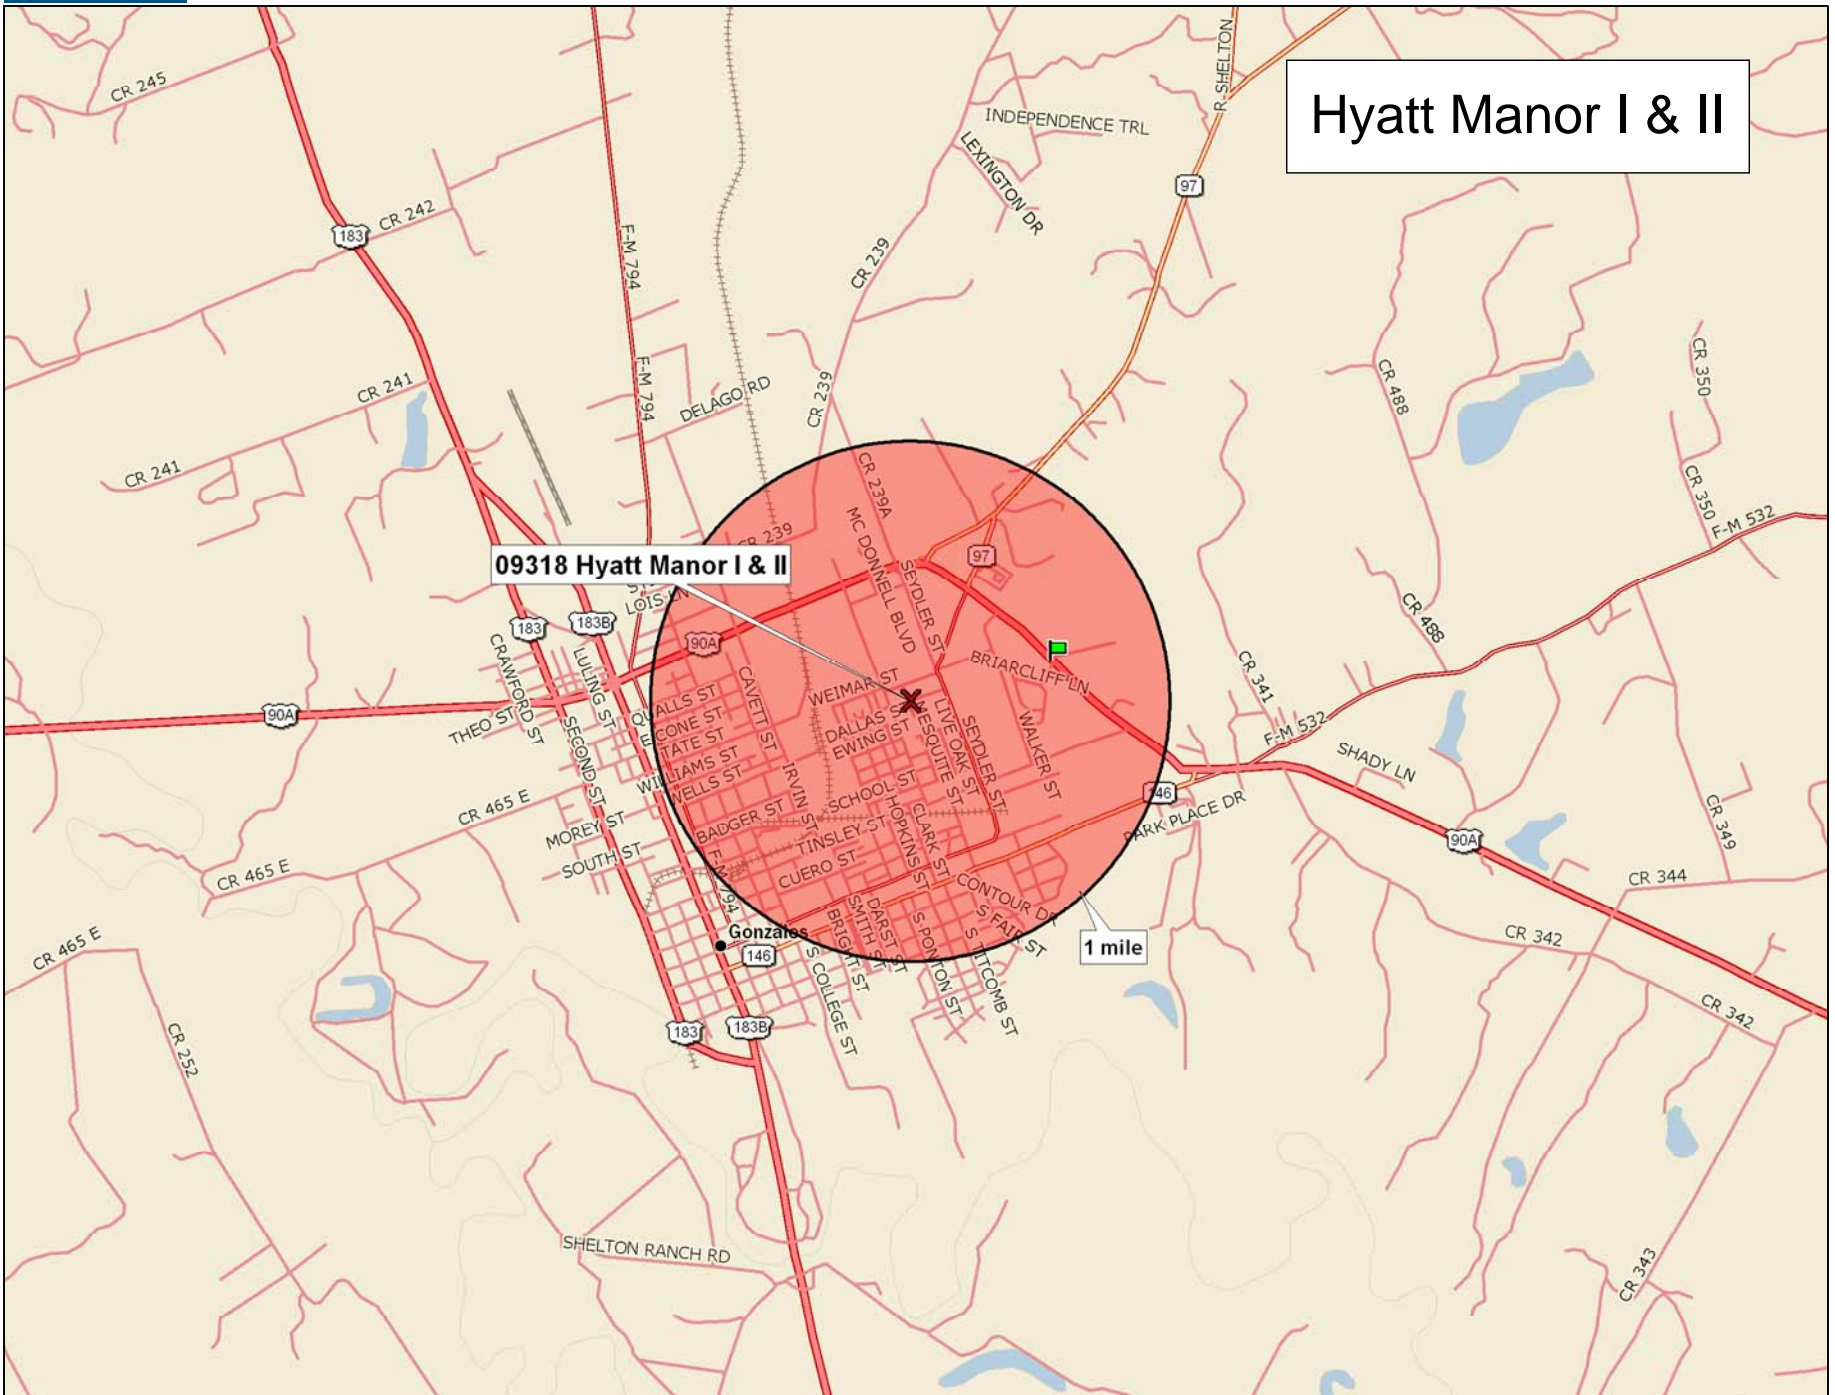 R-SHELTON
CR 245
Hyatt Manor I & II
INDEPENDENCE TRL
LEXINGTON DR
97
CR 242
183
F-M 794
CR 239
CR 241
F-M 794
DELAGO RD
CR 239
CR 488
CR 350
CR 241
CR 239A
CR 350
F-M 532
MC DONNELL BLVD
CR 239
97
09318 Hyatt Manor I & II
SEYDLER ST
LOIS LN
183
183B
90A
CR 488
CRAWFORD ST
LULING ST
BRIARCLIFF LN
CR 341
CAVETT ST
WEIMAR ST
QUALLS ST
90A
THEO ST
E CONE ST
TATE ST
DALLAS ST
EWING ST
MESQUITE ST
LIVE OAK ST
SEYDLER ST
WALKER ST
F-M 532
SHADY LN
SECOND ST
WILLIAMS ST
WELLS ST
IRVIN ST
SCHOOL ST
146
PARK PLACE DR
CR 465 E
MOREY ST
BADGER ST
HOPKINS ST
CLARK ST
TINSLEY ST
90A
CR 349
SOUTH ST
CUERO ST
CR 465 E
F-M 794
CONTOUR DR
CR 344
SMITH ST
DARST ST
S FAIR ST
BRIGHT ST
S PONTON ST
S TITCOMB ST
Gonzales
146
1 mile
CR 342
CR 465 E
S COLLEGE ST
183
183B
CR 342
CR 252
SHELTON RANCH RD
CR 343